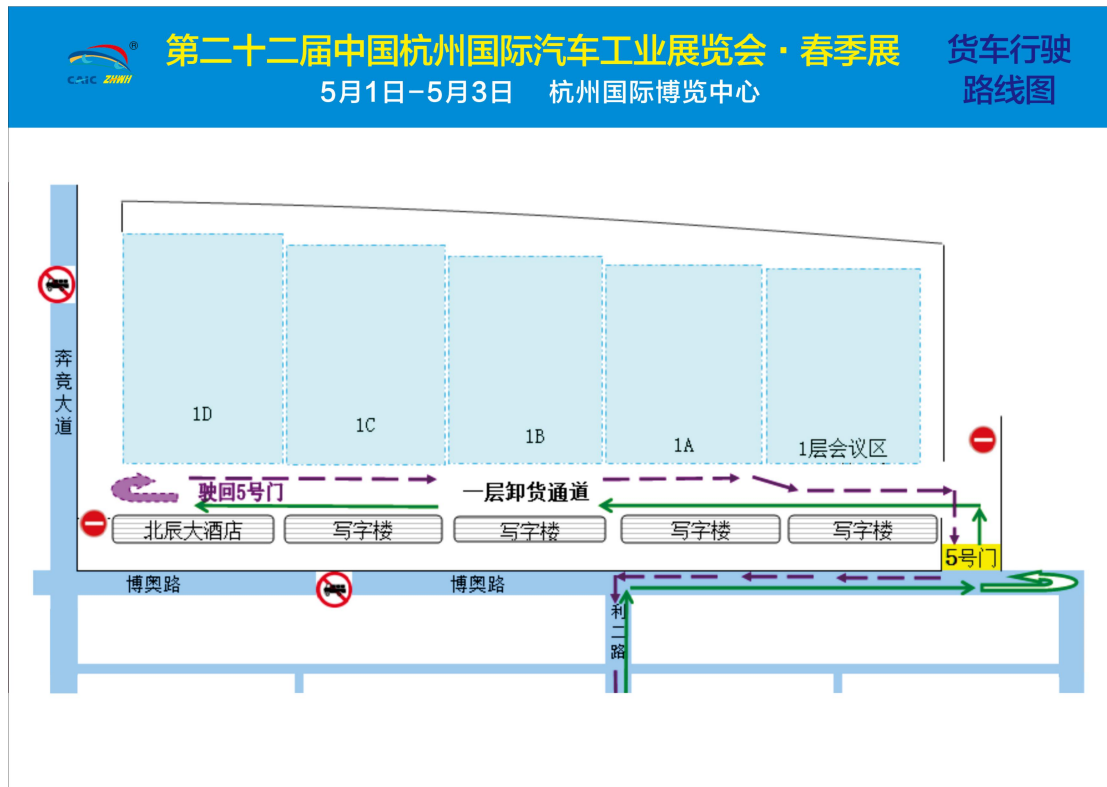 第二十二届中国杭州国际汽车工业展览会·春季展
5月1日-5月3日 杭州国际博览中心
货车行驶
路线图
®
CAIC ZHWH
奔竞大道
1D
1C
1B
1A
1层会议区
驶回5号门
一层卸货通道
北辰大酒店
写字楼
写字楼
写字楼
写字楼
5号门
博奥路
博奥路
利二路